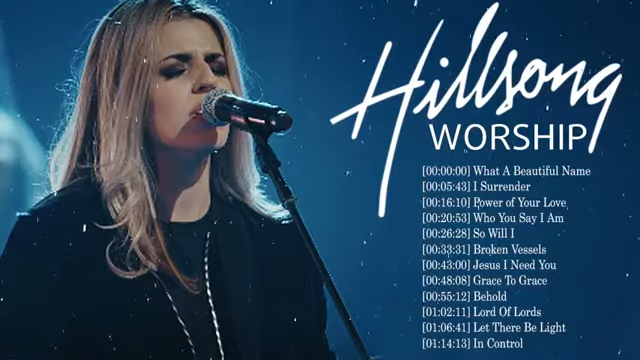 Hillsong
WORSHIP
[00:00:00] What A Beautiful Name
[00:05:43] I Surrender
[00:16:10] Power of Your Love
[00:20:53] Who You Say I Am
[00:26:28] So Will I
[00:33:31] Broken Vessels
[00:43:00] Jesus I Need You
[00:48:08] Grace To Grace
[00:55:12] Behold
[01:02:11] Lord Of Lords
[01:06:41] Let There Be Light
[01:14:13] In Control